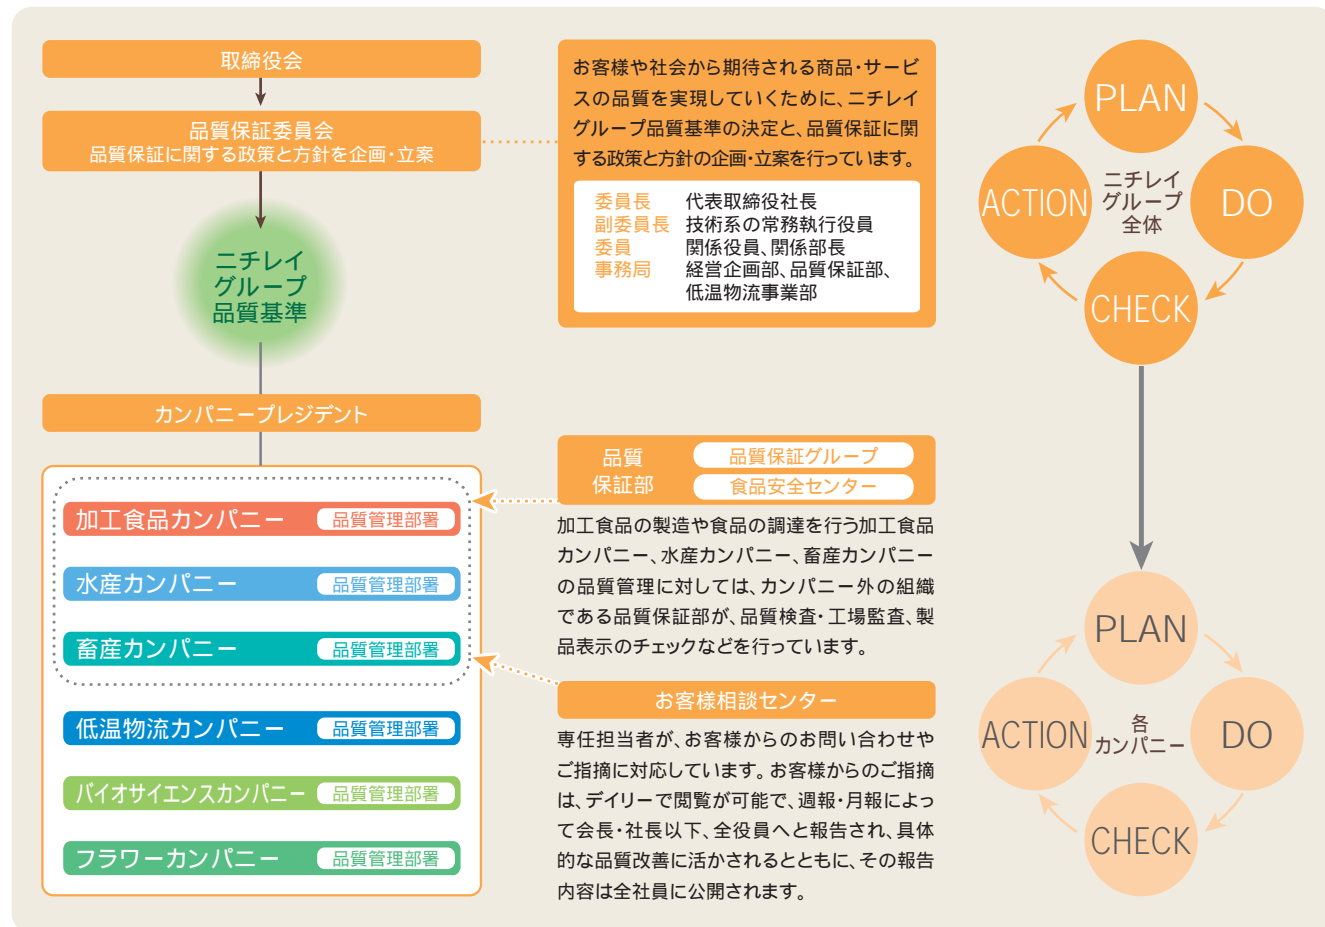 取締役会
品質保証委員会
品質保証に関する政策と方針を企画・立案
ニチレイ
グループ
品質基準
カンパニープレジデント
加工食品カンパニー 品質管理部署
水産カンパニー 品質管理部署
畜産カンパニー 品質管理部署
低温物流カンパニー 品質管理部署
バイオサイエンスカンパニー 品質管理部署
フラワーカンパニー 品質管理部署
お客様や社会から期待される商品・サービ
スの品質を実現していくために、ニチレイ
グループ品質基準の決定と、品質保証に関
する政策と方針の企画・立案を行っています。
委員長 代表取締役社長
副委員長 技術系の常務執行役員
委員 関係役員、関係部長
事務局 経営企画部、品質保証部、
低温物流事業部
品質
保証部
品質保証グループ
食品安全センター
加工食品の製造や食品の調達を行う加工食品
カンパニー、水産カンパニー、畜産カンパニー
の品質管理に対しては、カンパニー外の組織
である品質保証部が、品質検査・工場監査、製
品表示のチェックなどを行っています。
お客様相談センター
専任担当者が、お客様からのお問い合わせや
ご指摘に対応しています。お客様からのご指摘
は、デイリーで閲覧が可能で、週報・月報によっ
て会長・社長以下、全役員へと報告され、具体
的な品質改善に活かされるとともに、その報告
内容は全社員に公開されます。
PLAN
ACTION
ニチレイ
グループ
全体
DO
CHECK
PLAN
ACTION
各
カンパニー
DO
CHECK